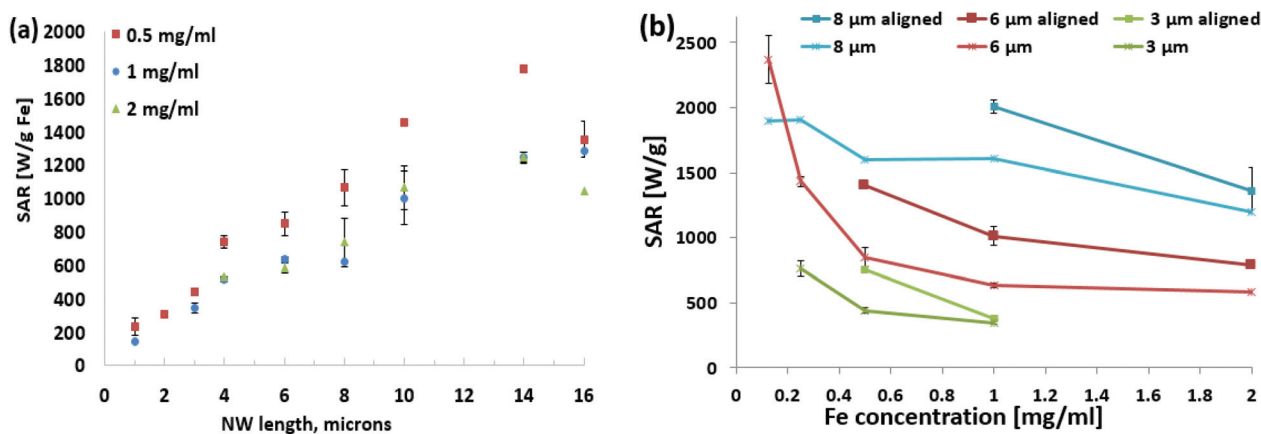 (a)
SAR [W/g Fe]
2000
1800
1600
1400
1200
1000
800
600
400
200
0
0.5 mg/ml
1 mg/ml
2 mg/ml
0 2 4 6 8 10 12 14 16
NW length, microns
(b)
8 µm aligned 6 µm aligned 3 µm aligned
8 µm 6 µm 3 µm
SAR [W/g]
2500
2000
1500
1000
500
0
0 0.2 0.4 0.6 0.8 1 1.2 1.4 1.6 1.8 2
Fe concentration [mg/ml]